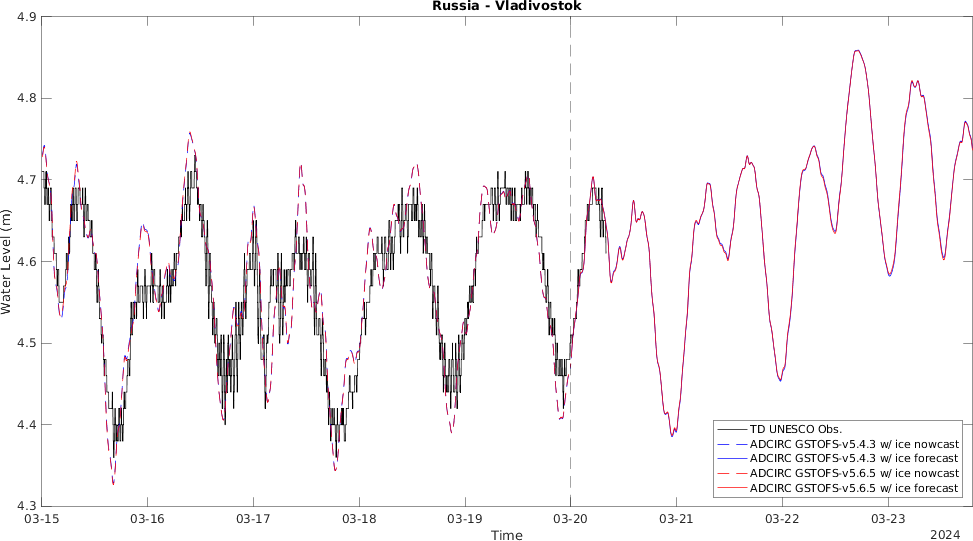 Russia - Vladivostok
4.9
4.8
4.7
4.6
4.5
4.4
4.3
Water Level (m)
TD UNESCO Obs.
ADCIRC GSTOFS-v5.4.3 w/ ice nowcast
ADCIRC GSTOFS-v5.4.3 w/ ice forecast
ADCIRC GSTOFS-v5.6.5 w/ ice nowcast
ADCIRC GSTOFS-v5.6.5 w/ ice forecast
03-15 03-16 03-17 03-18 03-19 03-20 03-21 03-22 03-23
Time
2024